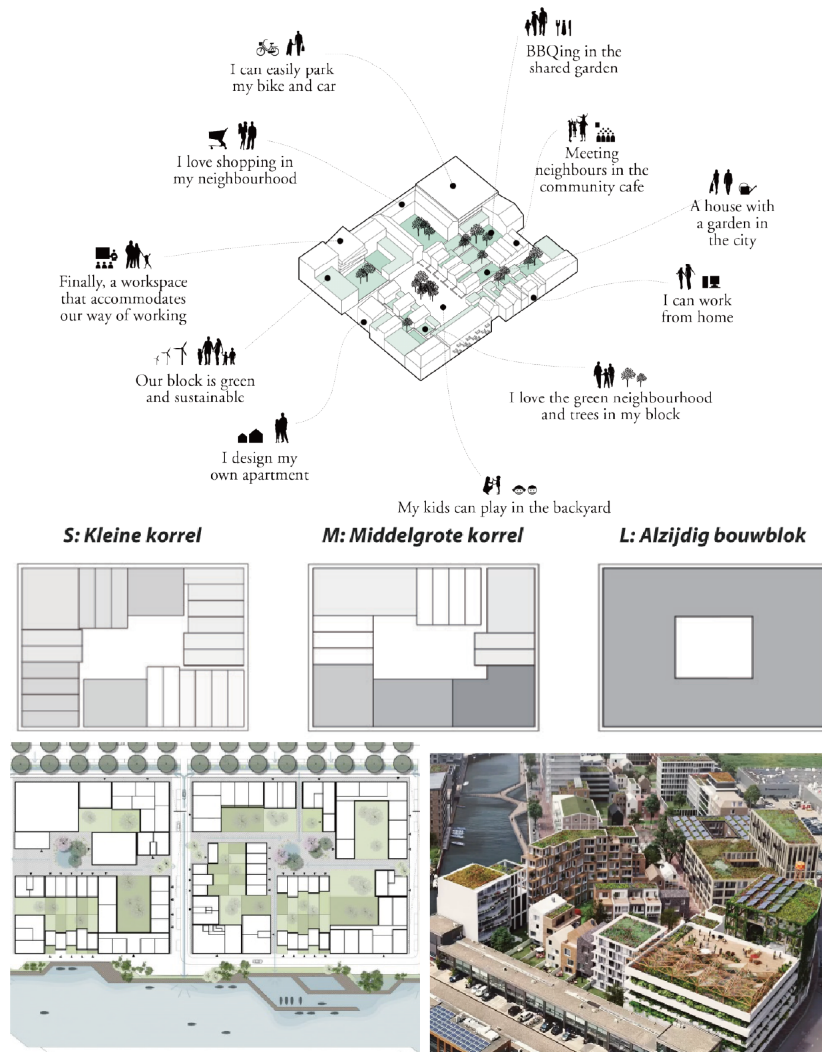 BBQing in the
shared garden
I can easily park
my bike and car
I love shopping in
my neighbourhood
Meeting
neighbours in the
community cafe
A house with
a garden in
the city
Finally, a workspace
that accommodates
our way of working
I can work
from home
Our block is green
and sustainable
I love the green neighbourhood
and trees in my block
I design my
own apartment
My kids can play in the backyard
S: Kleine korrel
M: Middelgrote korrel
L: Alzijdig bouwblok